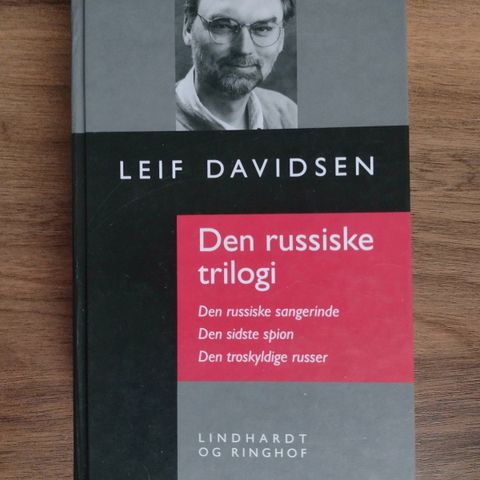 LEIF DAVIDSEN
Den russiske
trilogi
Den russiske sangerinde
Den sidste spion
Den troskyldige russer
LINDHARDT
OG RINGHOF